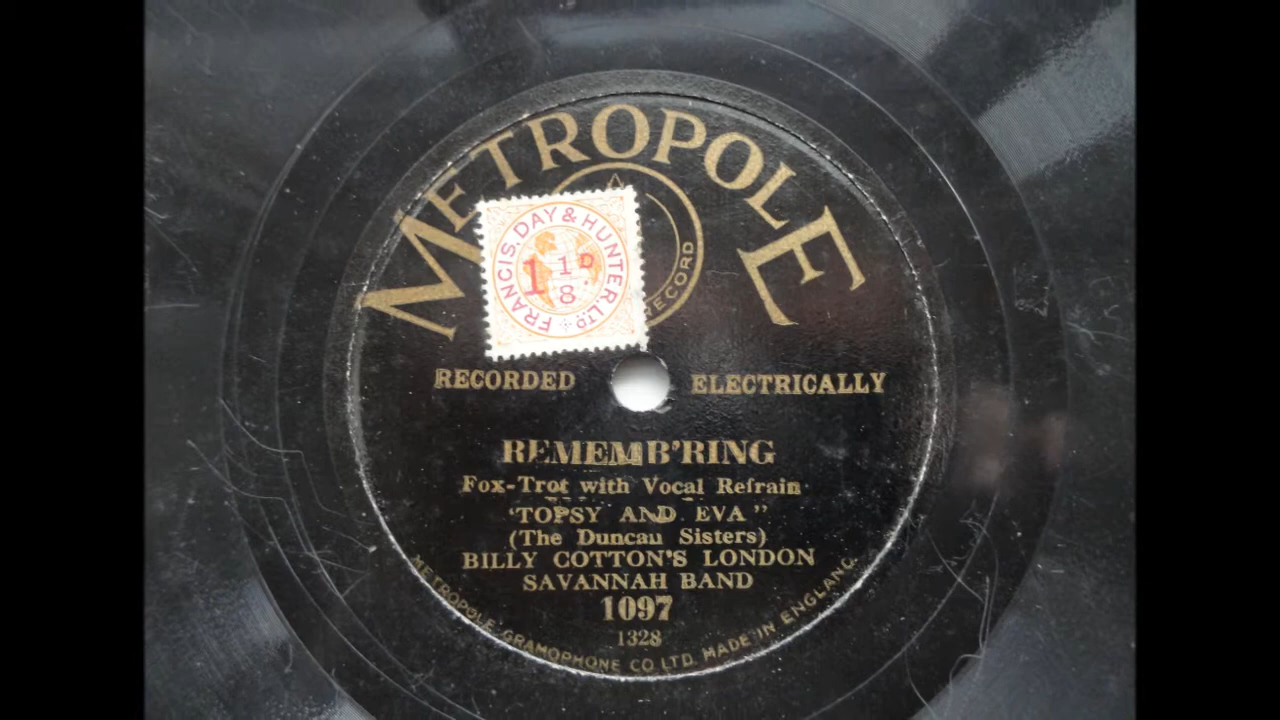 METROPOLE
A
RECORD
FRANCIS, DAY & HUNTER, LTD
1 1/8 D
RECORDED ELECTRICALLY
REMEMB'RING
Fox-Trot with Vocal Refrain
'TOPSY AND EVA"
(The Duncan Sisters)
BILLY COTTON'S LONDON
SAVANNAH BAND
1097
1328
METROPOLE GRAMOPHONE CO LTD. MADE IN ENGLAND.